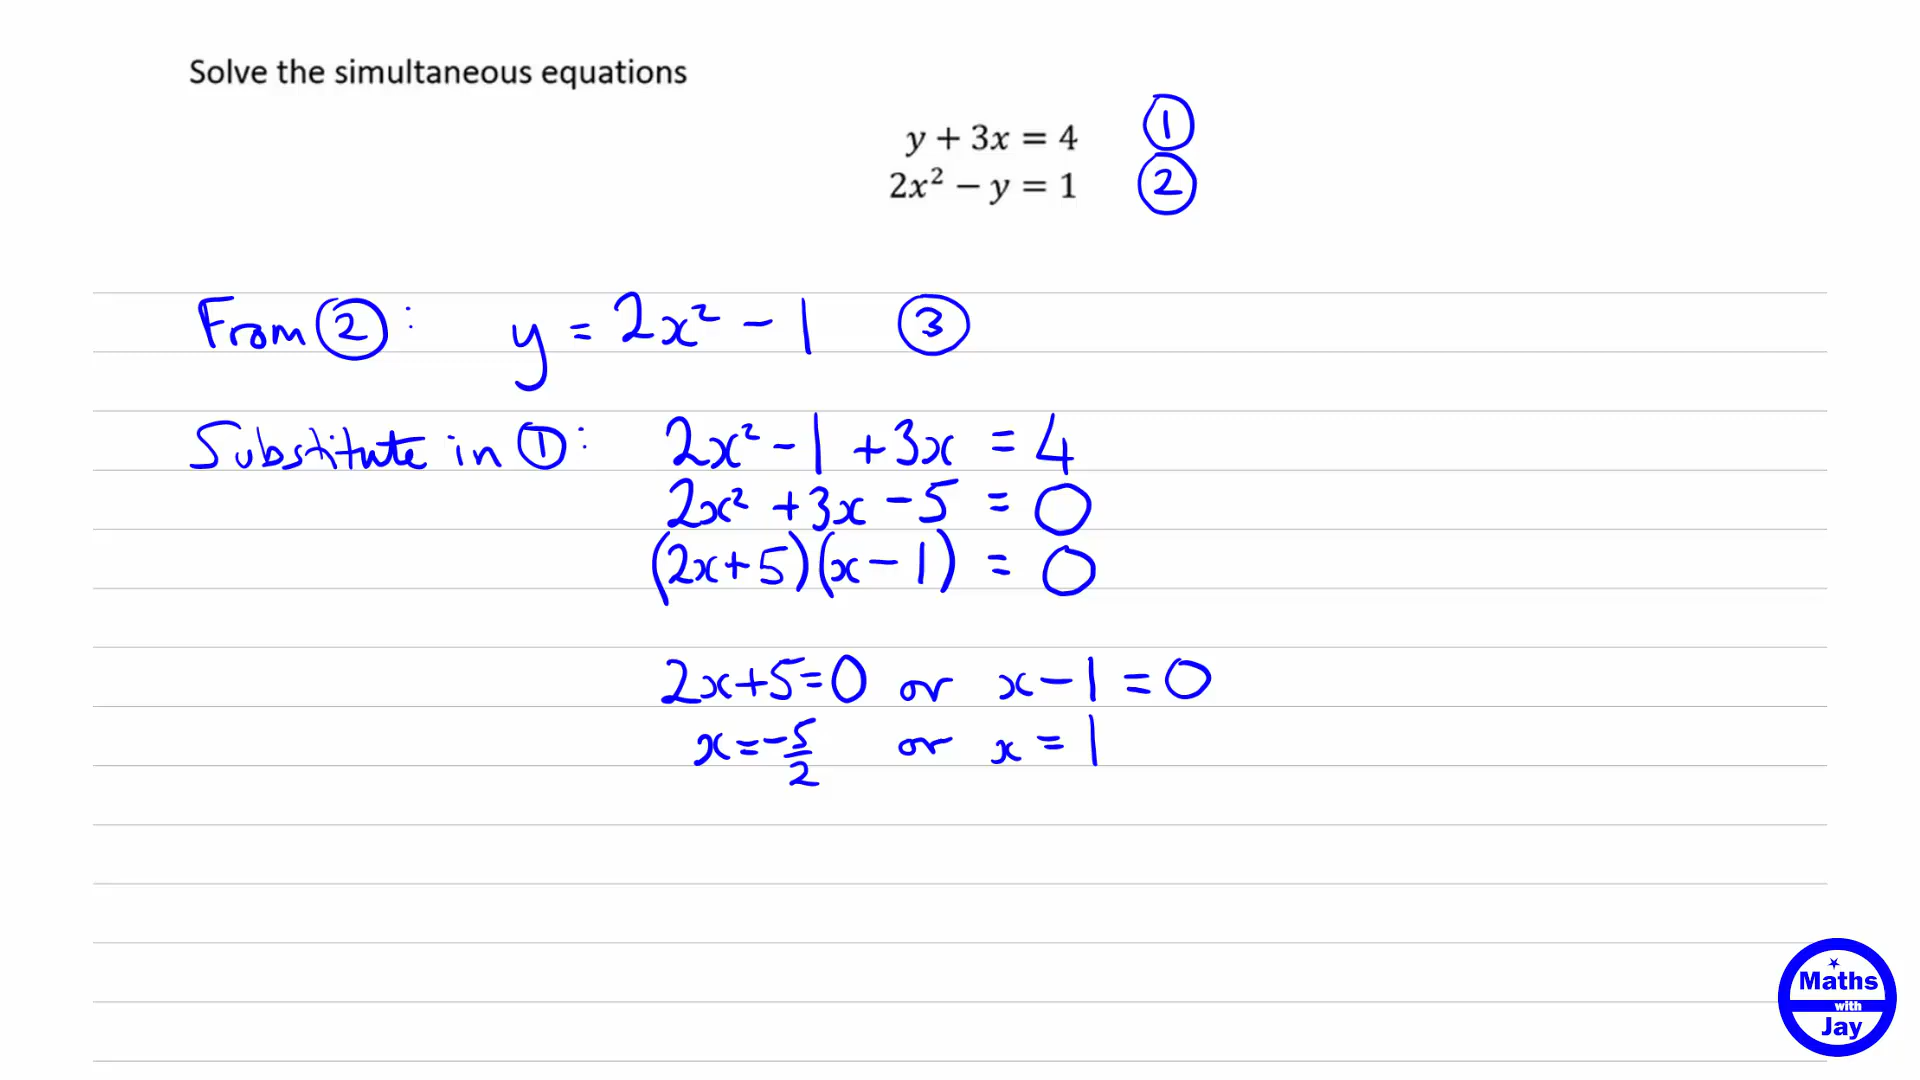 Solve the simultaneous equations
y + 3x = 4 ①
2x² − y = 1 ②
From ② : y = 2x² − 1 ③
Substitute in ① : 2x² − 1 + 3x = 4
2x² + 3x − 5 = 0
(2x+5)(x−1) = 0
2x+5=0 or x−1=0
x=−5/2 or x=1
Maths
with
Jay